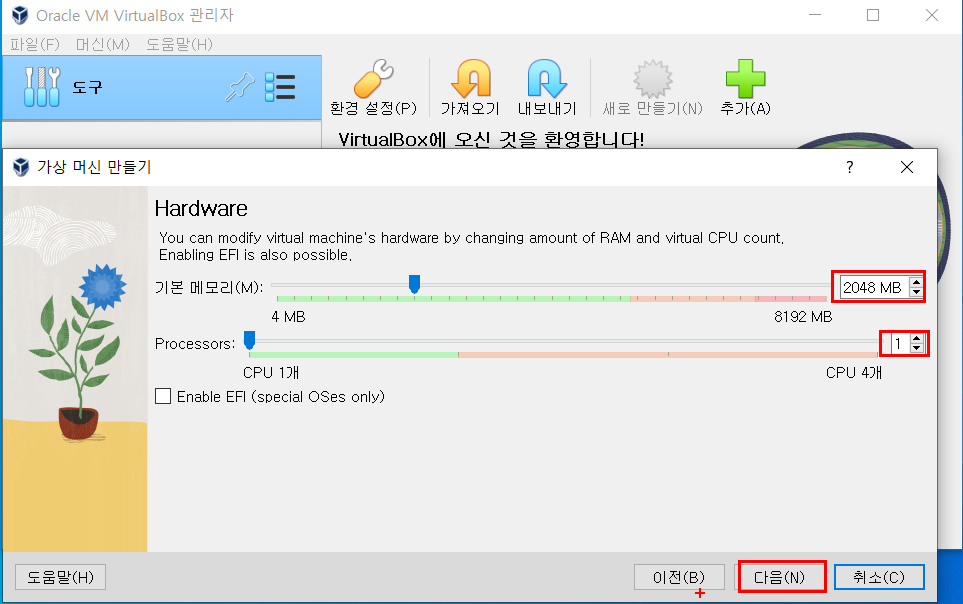 Oracle VM VirtualBox 관리자
파일(F) 머신(M) 도움말(H)
도구
환경 설정(P) 가져오기 내보내기 새로 만들기(N) 추가(A)
VirtualBox에 오신 것을 환영합니다!
가상 머신 만들기 ?
Hardware
You can modify virtual machine's hardware by changing amount of RAM and virtual CPU count.
Enabling EFI is also possible.
기본 메모리(M): 2048 MB
4 MB 8192 MB
Processors: 1
CPU 1개 CPU 4개
Enable EFI (special OSes only)
도움말(H) 이전(B) 다음(N) 취소(C)